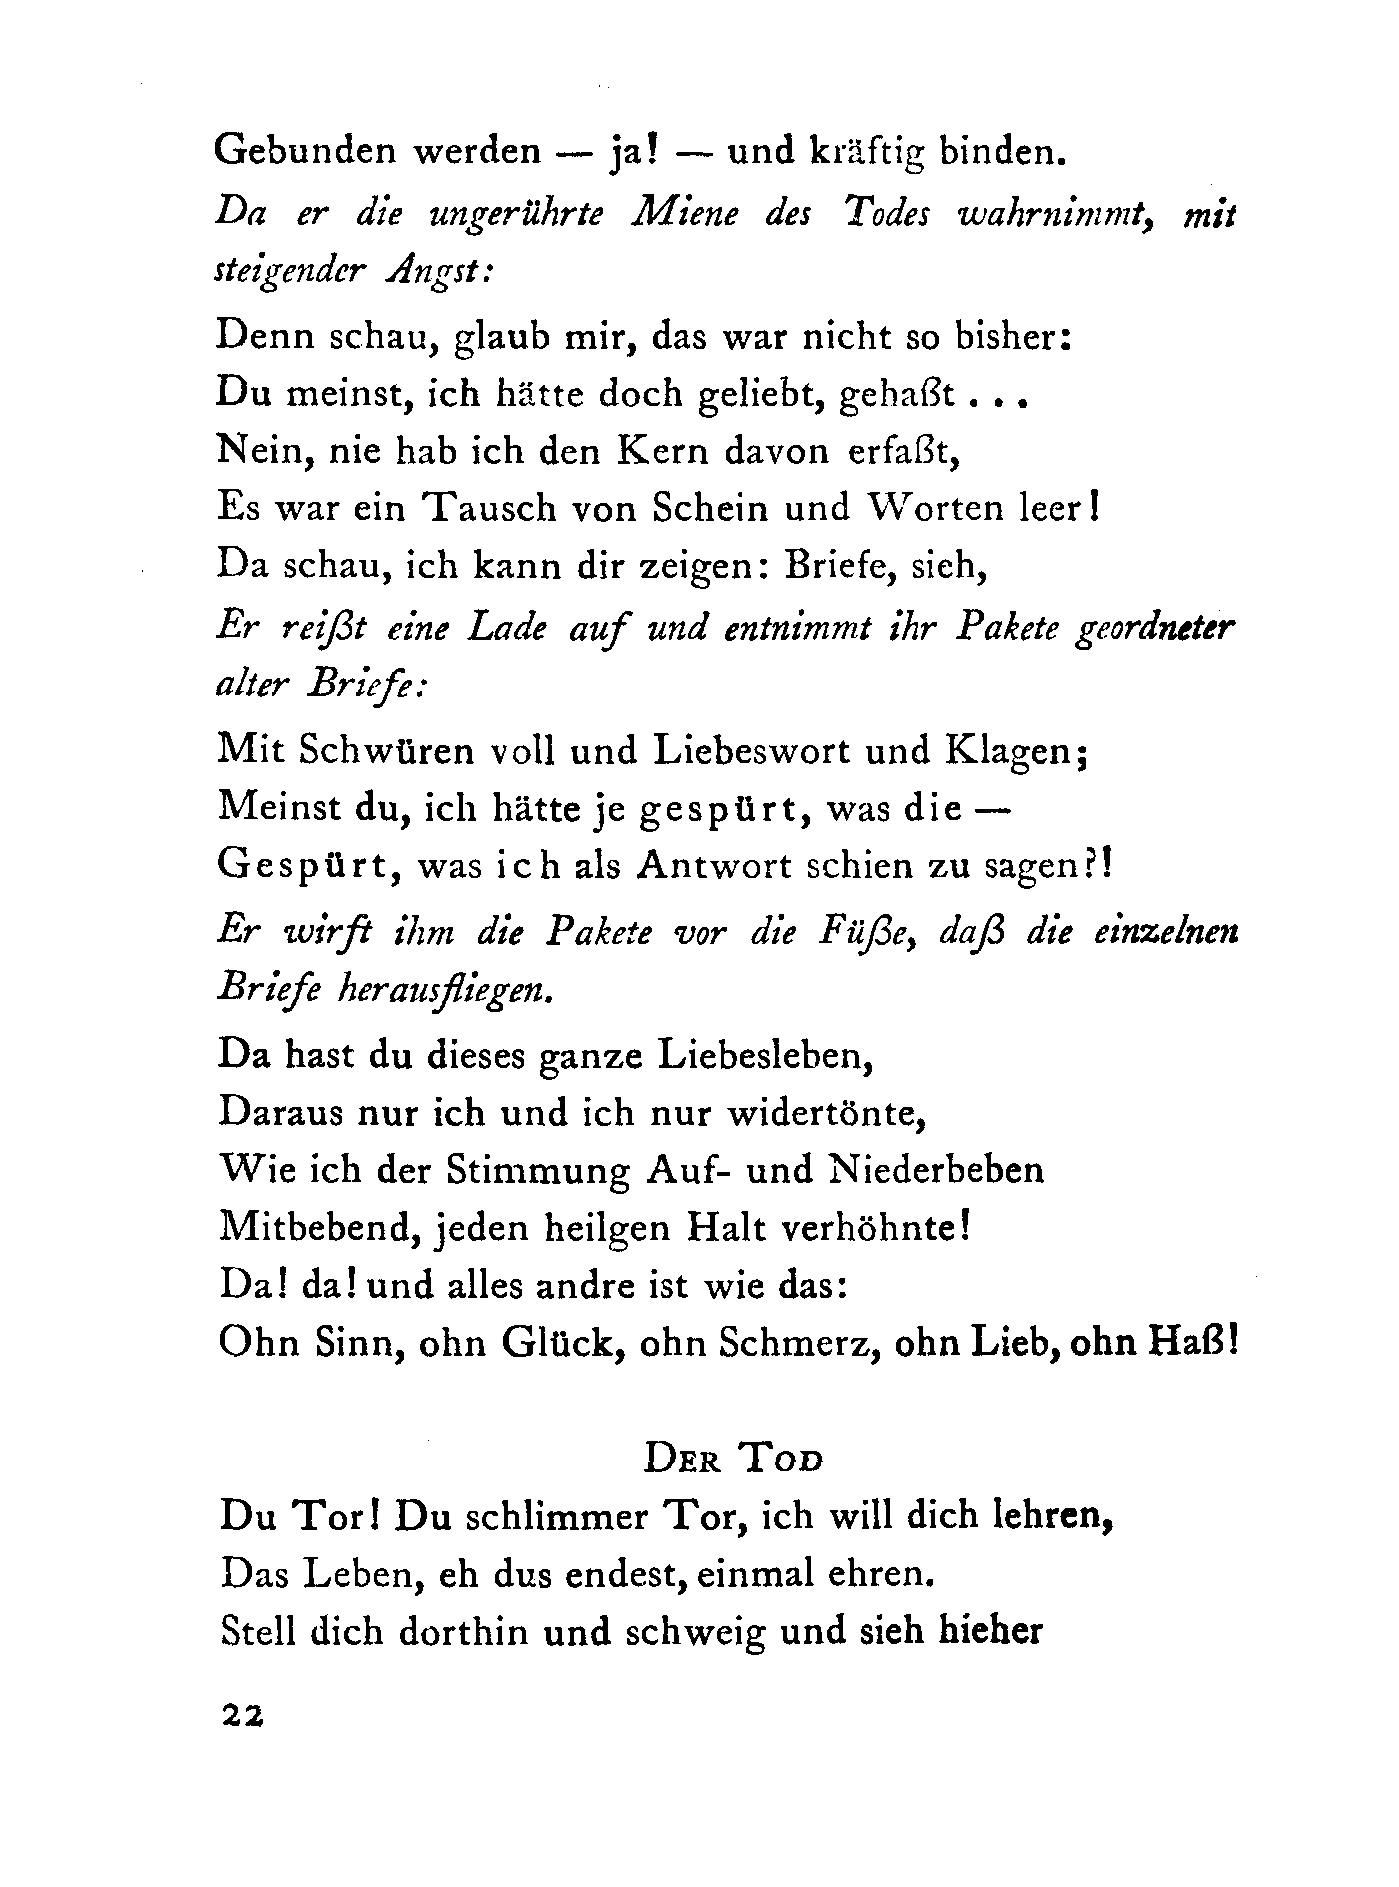 Gebunden werden — ja! — und kräftig binden.
Da er die ungerührte Miene des Todes wahrnimmt, mit
steigender Angst:
Denn schau, glaub mir, das war nicht so bisher:
Du meinst, ich hätte doch geliebt, gehaßt . . .
Nein, nie hab ich den Kern davon erfaßt,
Es war ein Tausch von Schein und Worten leer!
Da schau, ich kann dir zeigen: Briefe, sieh,
Er reißt eine Lade auf und entnimmt ihr Pakete geordneter
alter Briefe:
Mit Schwüren voll und Liebeswort und Klagen;
Meinst du, ich hätte je gespürt, was die —
Gespürt, was ich als Antwort schien zu sagen?!
Er wirft ihm die Pakete vor die Füße, daß die einzelnen
Briefe herausfliegen.
Da hast du dieses ganze Liebesleben,
Daraus nur ich und ich nur widertönte,
Wie ich der Stimmung Auf- und Niederbeben
Mitbebend, jeden heilgen Halt verhöhnte!
Da! da! und alles andre ist wie das:
Ohn Sinn, ohn Glück, ohn Schmerz, ohn Lieb, ohn Haß!
DER TOD
Du Tor! Du schlimmer Tor, ich will dich lehren,
Das Leben, eh dus endest, einmal ehren.
Stell dich dorthin und schweig und sieh hieher
22